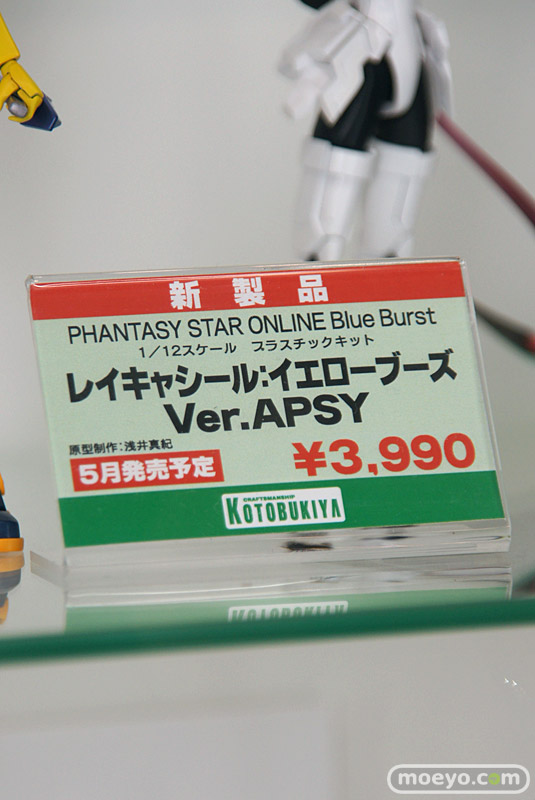 新製品
PHANTASY STAR ONLINE Blue Burst
1/12スケール プラスチックキット
レイキャシール:イエローブーズ
Ver.APSY
原型制作:浅井真紀
5月発売予定
¥3,990
CRAFTSMANSHIP
KOTOBUKIYA
KOTOBUKIYA
moeyo.com